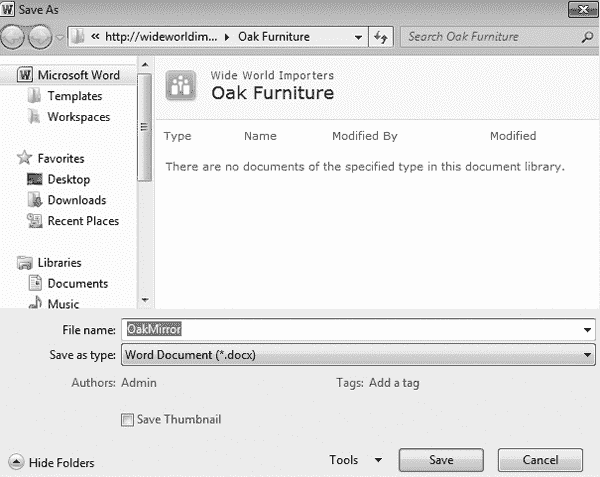 Save As
« http://wideworldim... ▸ Oak Furniture
Search Oak Furniture
Microsoft Word
Templates
Workspaces
Favorites
Desktop
Downloads
Recent Places
Libraries
Documents
Music
Wide World Importers
Oak Furniture
Type Name Modified By Modified
There are no documents of the specified type in this document library.
File name: OakMirror
Save as type: Word Document (*.docx)
Authors: Admin Tags: Add a tag
Save Thumbnail
Hide Folders Tools Save Cancel